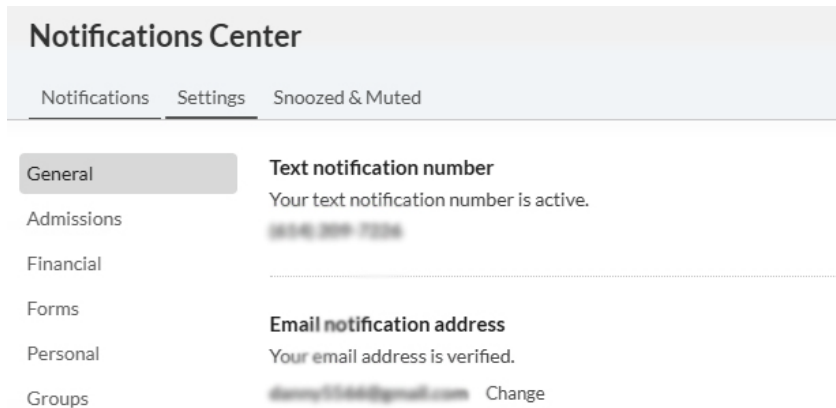 Notifications Center
Notifications Settings Snoozed & Muted
General
Admissions
Financial
Forms
Personal
Groups
Text notification number
Your text notification number is active.
Email notification address
Your email address is verified.
Change